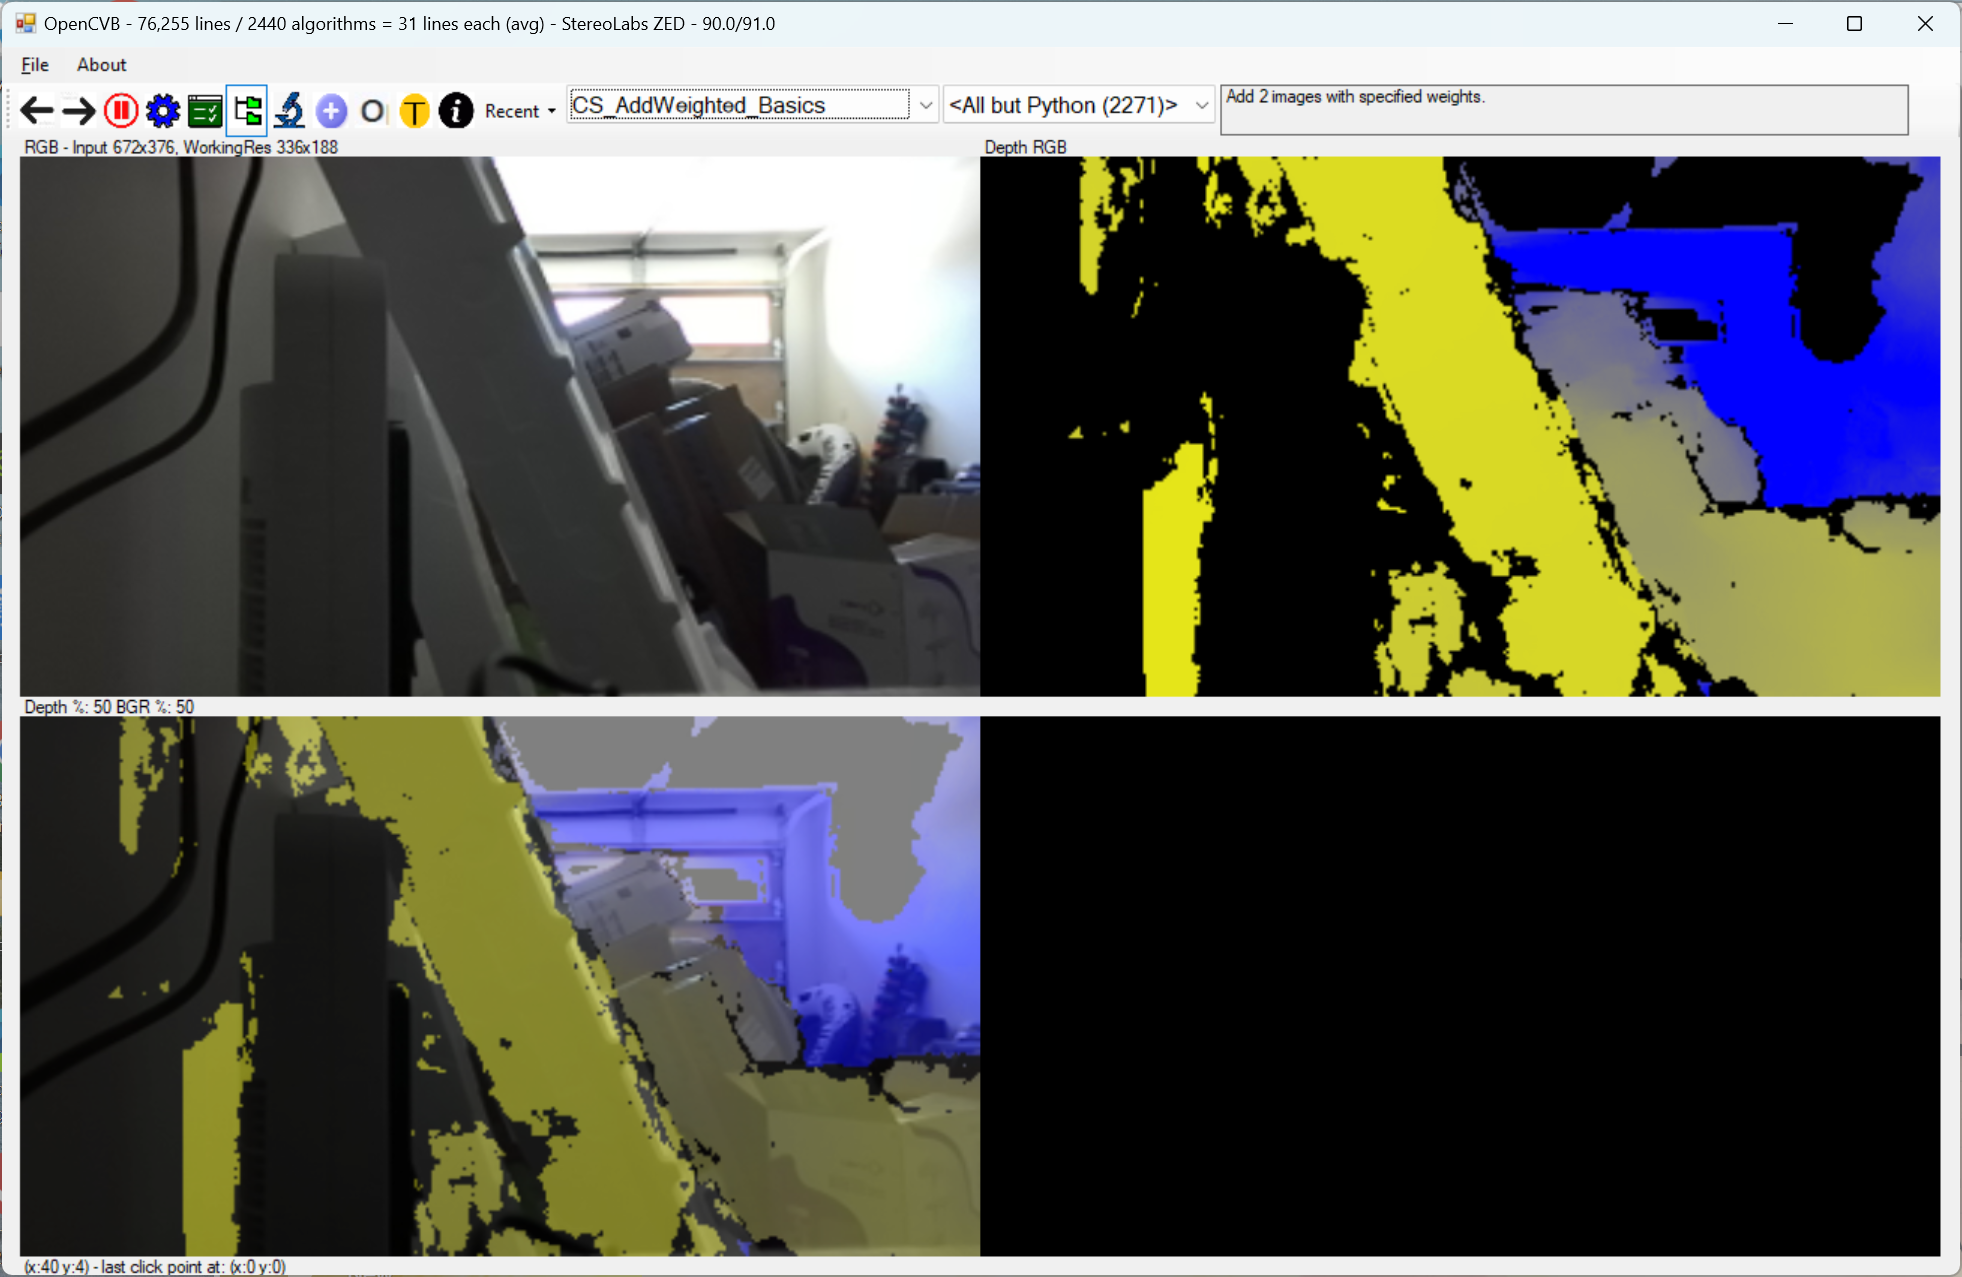 OpenCVB - 76,255 lines / 2440 algorithms = 31 lines each (avg) - StereoLabs ZED - 90.0/91.0
File About
O T i Recent CS_AddWeighted_Basics <All but Python (2271)> Add 2 images with specified weights.
RGB - Input 672x376, WorkingRes 336x188 Depth RGB
Depth %: 50 BGR %: 50
(x:40 y:4) - last click point at: (x:0 y:0)